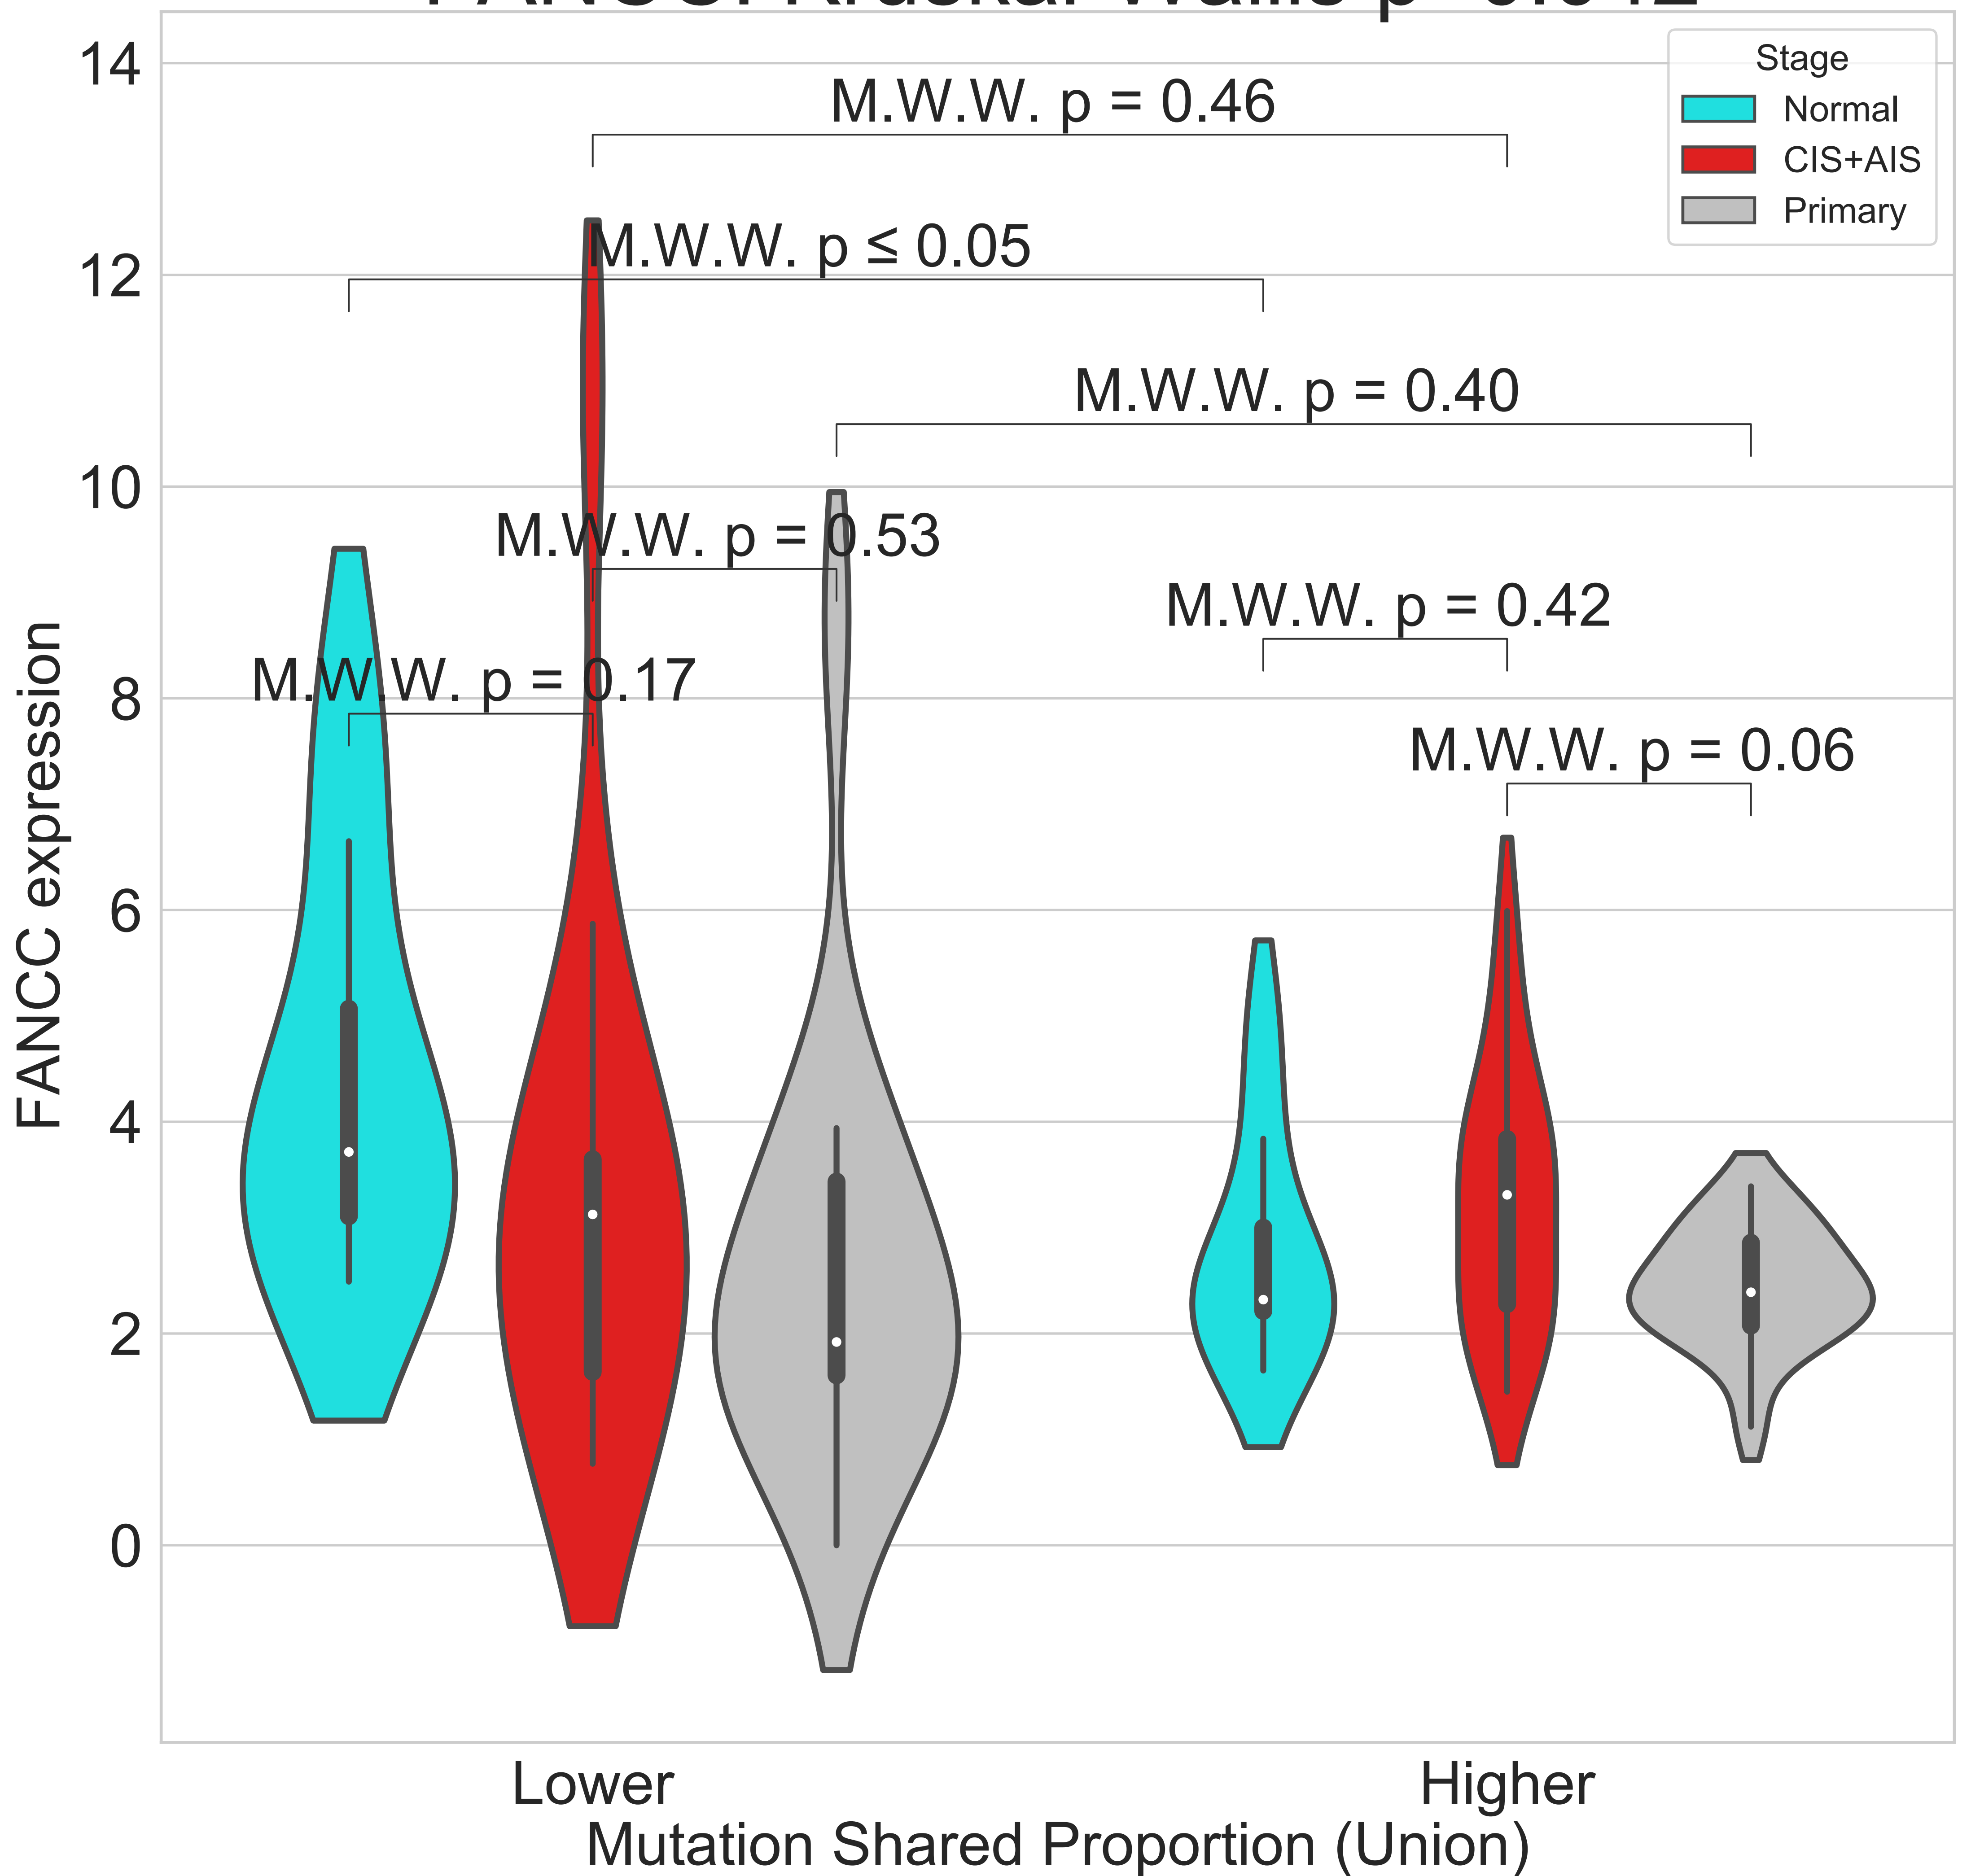 14
Stage
Normal
CIS+AIS
Primary
M.W.W. p = 0.46
M.W.W. p ≤ 0.05
12
M.W.W. p = 0.40
10
M.W.W. p = 0.53
M.W.W. p = 0.42
M.W.W. p = 0.17
8
M.W.W. p = 0.06
6
FANCC expression
4
2
0
Lower
Higher
Mutation Shared Proportion (Union)